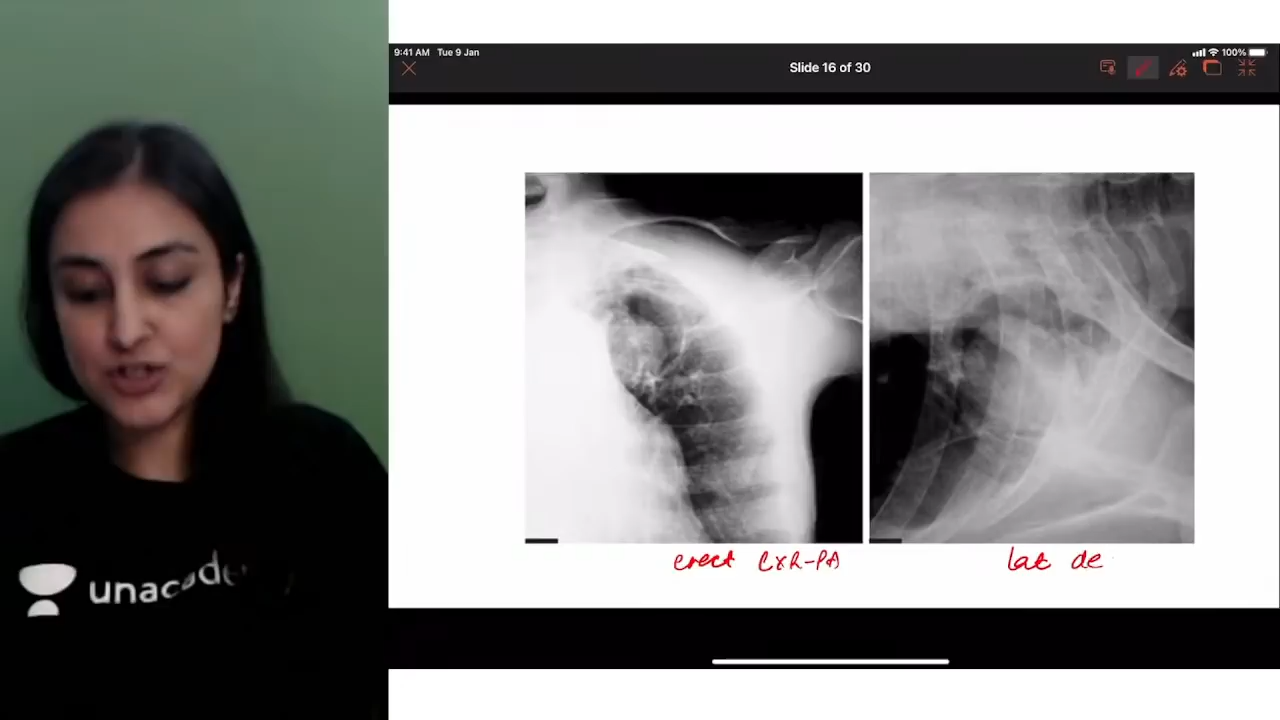 9:41 AM Tue 9 Jan
100%
Slide 16 of 30
erect CXR-PA
lat de
unacade